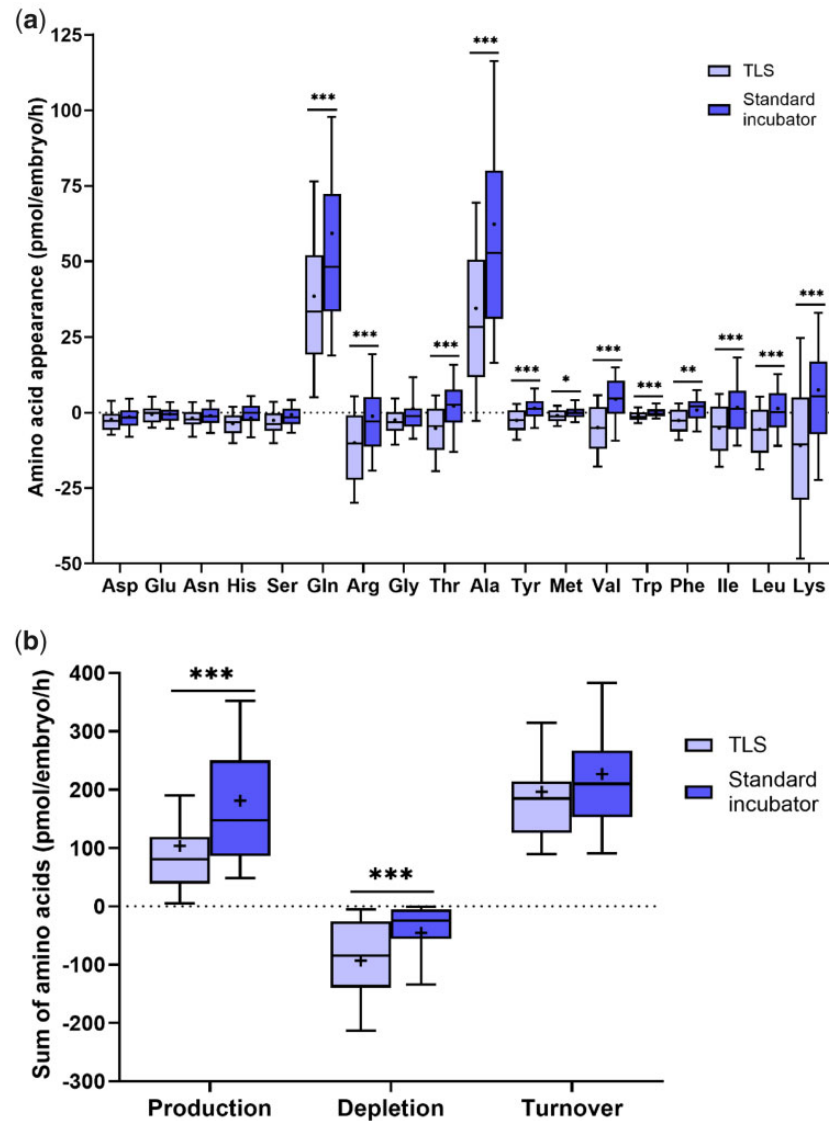 (a)
Amino acid appearance (pmol/embryo/h)
125
100
75
50
25
0
-25
-50
***
***
***
***
***
*
***
***
**
***
***
***
TLS
Standard
incubator
Asp Glu Asn His Ser Gln Arg Gly Thr Ala Tyr Met Val Trp Phe Ile Leu Lys
(b)
Sum of amino acids (pmol/embryo/h)
400
300
200
100
0
-100
-200
-300
***
***
TLS
Standard
incubator
Production Depletion Turnover